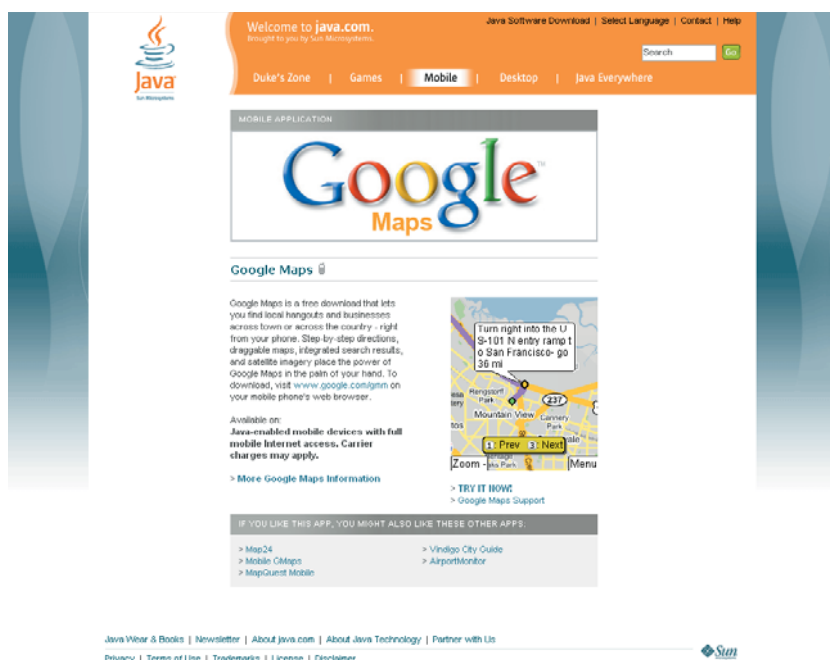 Java Software Download | Select Language | Contact | Help
Welcome to java.com.
Brought to you by Sun Microsystems.
Search Go
Java
Sun Microsystems
Duke's Zone | Games | Mobile | Desktop | Java Everywhere
MOBILE APPLICATION
Google™
Maps
Google Maps
Google Maps is a free download that lets
you find local hangouts and businesses
across town or across the country - right
from your phone. Step-by-step directions,
draggable maps, integrated search results,
and satellite imagery place the power of
Google Maps in the palm of your hand. To
download, visit www.google.com/gmm on
your mobile phone's web browser.
Available on:
Java-enabled mobile devices with full
mobile Internet access. Carrier
charges may apply.
> More Google Maps Information
Turn right into the U
S-101 N entry ramp t
o San Francisco- go
36 mi
Rengstorff
Park
237
Mountain View
Cannery
Park
tos
1: Prev 3: Next
vale
Zoom - Park Menu
> TRY IT NOW!
> Google Maps Support
IF YOU LIKE THIS APP, YOU MIGHT ALSO LIKE THESE OTHER APPS:
> Map24
> Mobile GMaps
> MapQuest Mobile
> Vindigo City Guide
> AirportMonitor
Java Wear & Books | Newsletter | About java.com | About Java Technology | Partner with Us
Privacy | Terms of Use | Trademarks | License | Disclaimer
Sun